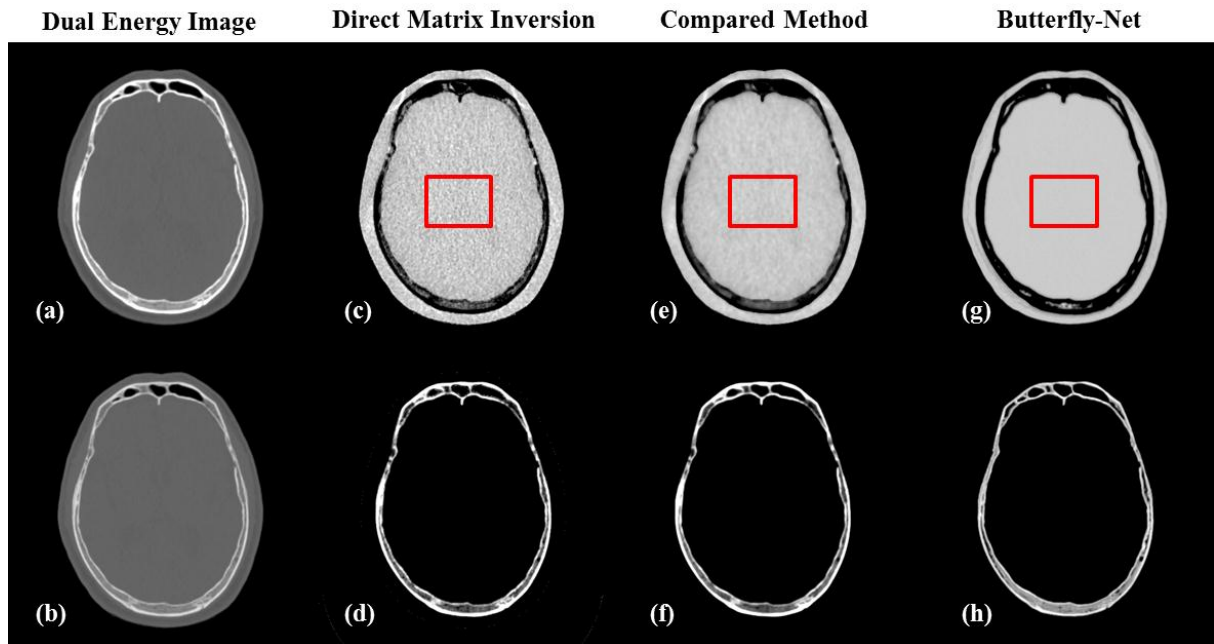 Dual Energy Image Direct Matrix Inversion Compared Method Butterfly-Net
(a) (c) (e) (g)
(b) (d) (f) (h)